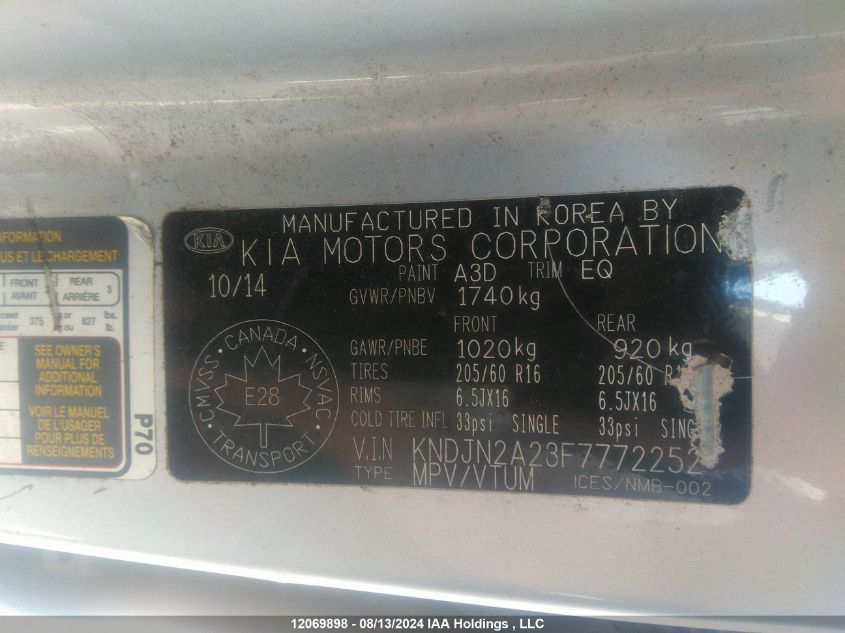 MANUFACTURED IN KOREA BY
KIA KIA MOTORS CORPORATION
10/14 PAINT A3D TRIM EQ
GVWR/PNBV 1740kg
FRONT REAR
GAWR/PNBE 1020kg 920kg
TIRES 205/60 R16 205/60
RIMS 6.5JX16 6.5JX16
COLD TIRE INFL 33psi SINGLE 33psi
V.I.N KNDJN2A23F7772252
TYPE MPV/VTUM ICES/NMB-002
CANADA NSVAC TRANSPORT CMVSS
E28
US ET LE CHARGEMENT
FRONT REAR 3
AVANT ARRIÈRE
375 827 lbs.
ou lb.
SEE OWNER'S
MANUAL FOR
ADDITIONAL
INFORMATION
VOIR LE MANUEL
DE L'USAGER
POUR PLUS DE
RENSEIGNEMENTS
P70
12069898 - 08/13/2024 IAA Holdings, LLC